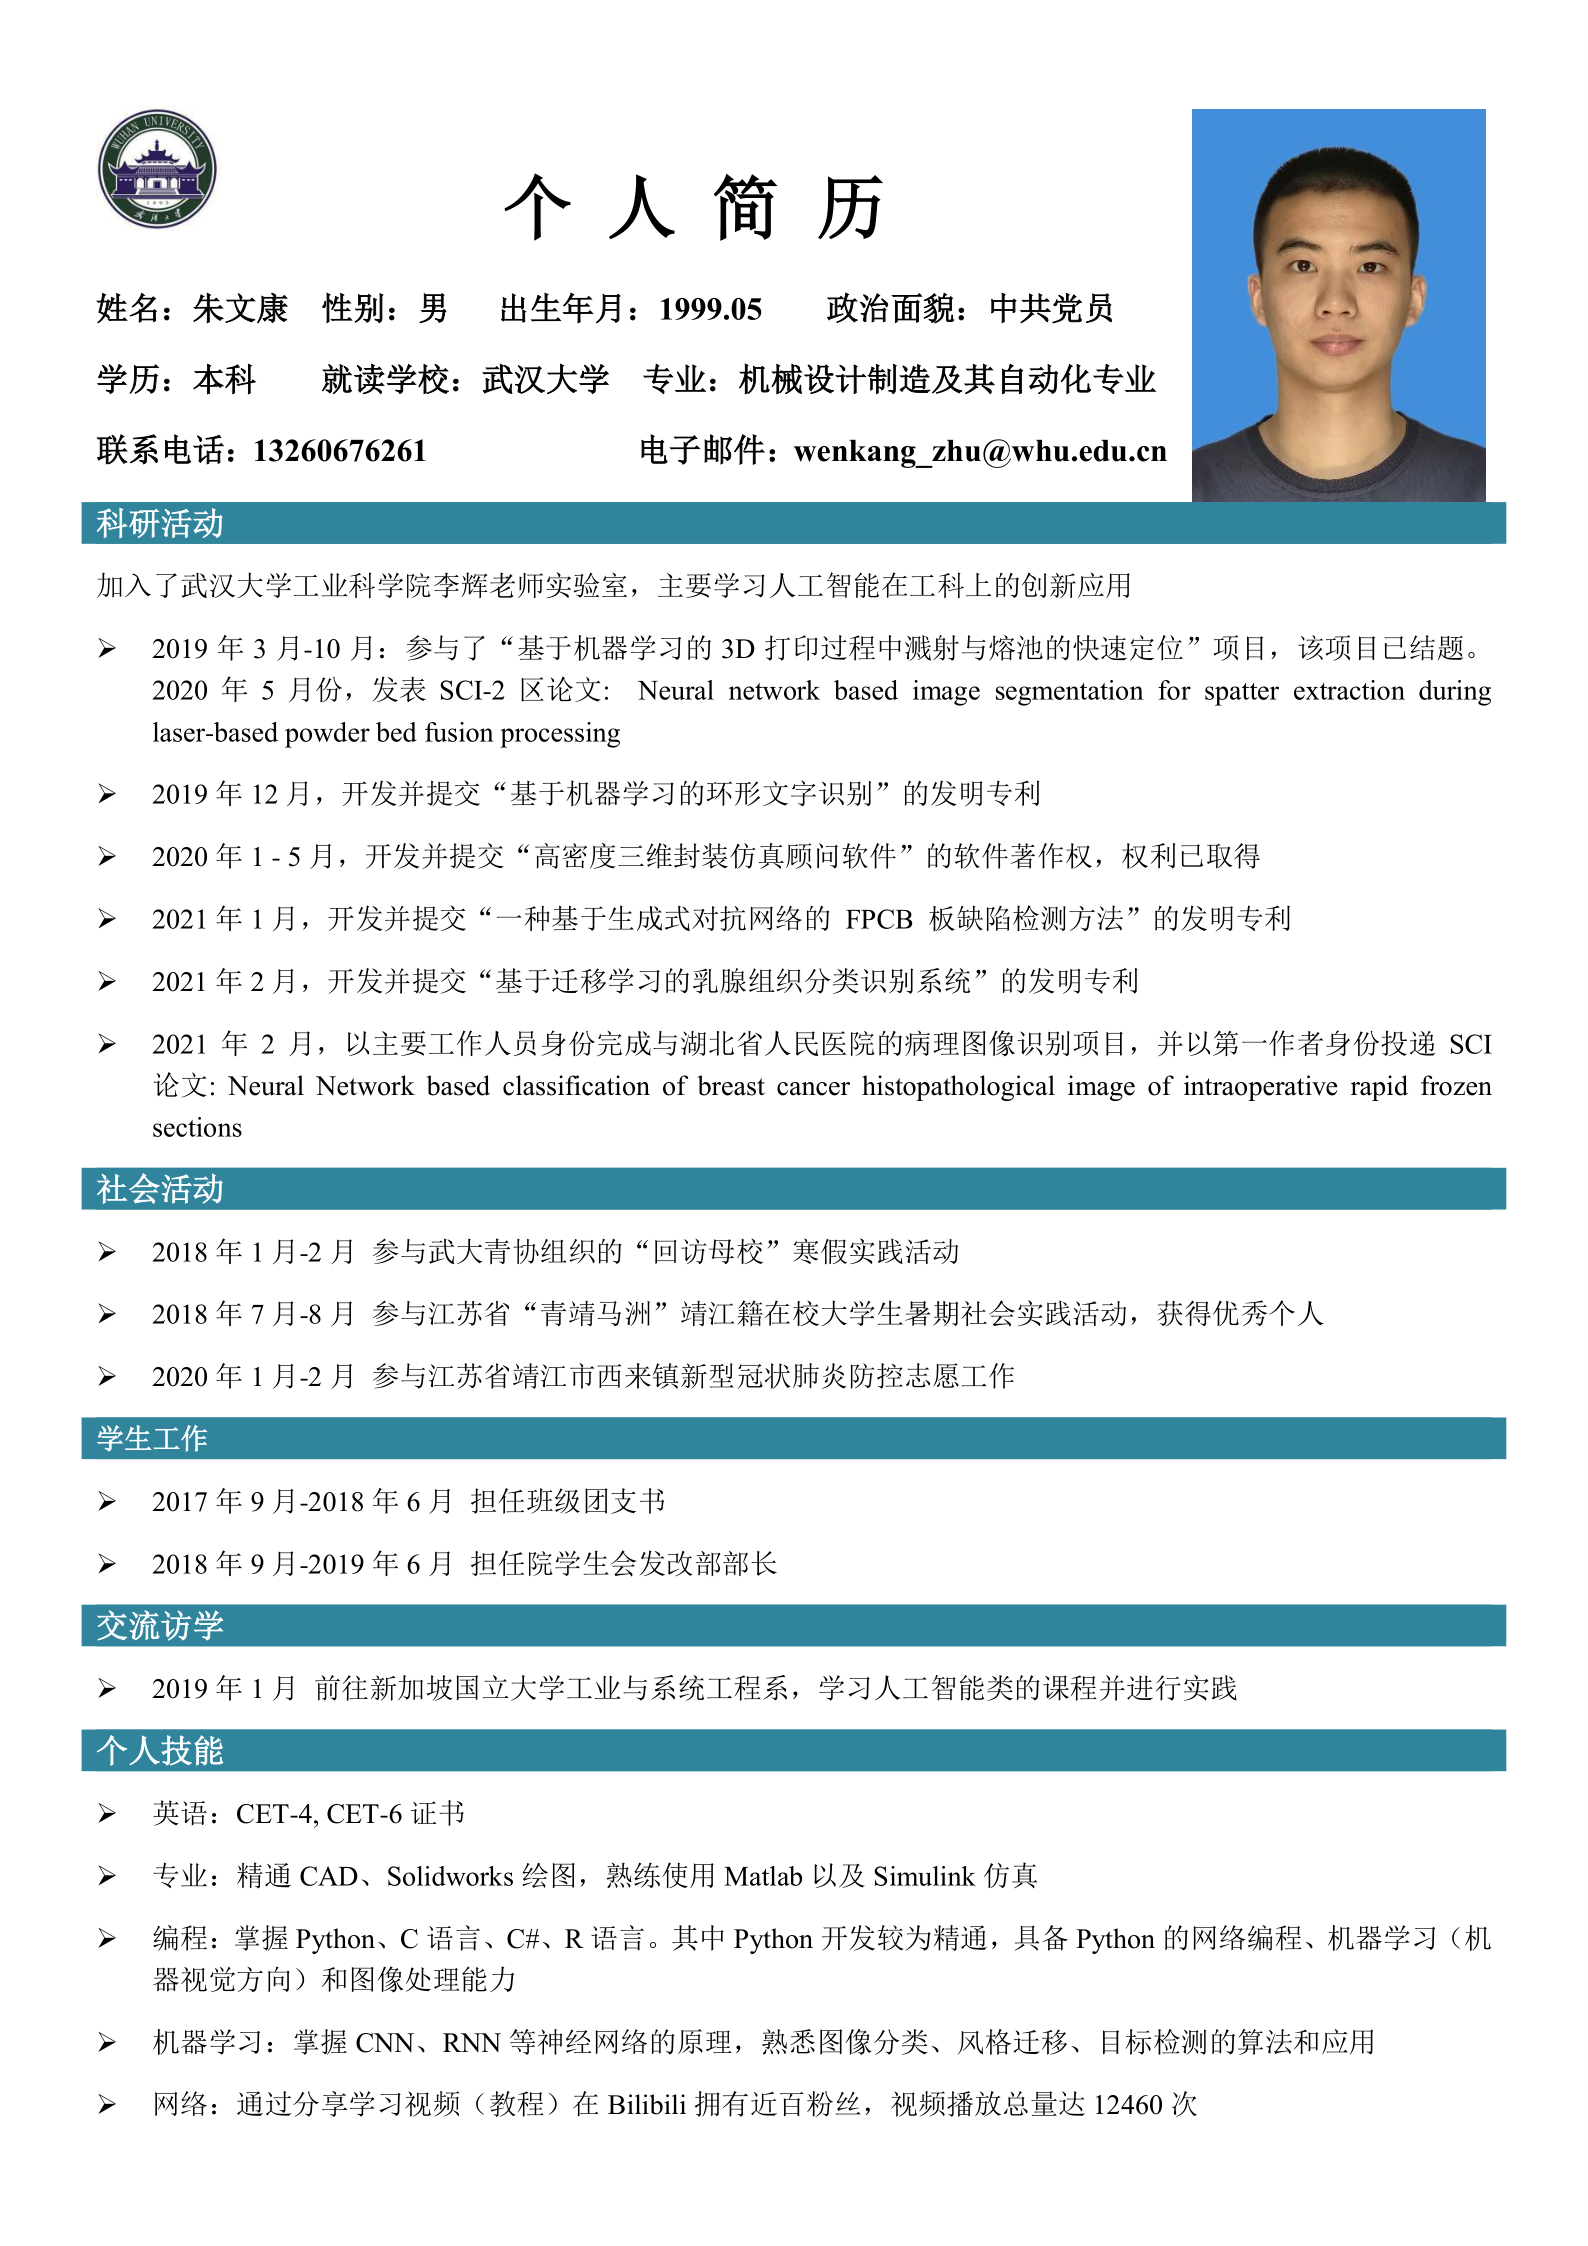 WUHAN UNIVERSITY
1893
武汉大学
个人简历
姓名：朱文康 性别：男 出生年月：1999.05 政治面貌：中共党员
学历：本科 就读学校：武汉大学 专业：机械设计制造及其自动化专业
联系电话：13260676261 电子邮件：wenkang_zhu@whu.edu.cn
科研活动
加入了武汉大学工业科学院李辉老师实验室，主要学习人工智能在工科上的创新应用
➢ 2019 年 3 月-10 月：参与了“基于机器学习的 3D 打印过程中溅射与熔池的快速定位”项目，该项目已结题。
2020 年 5 月份，发表 SCI-2 区论文: Neural network based image segmentation for spatter extraction during
laser-based powder bed fusion processing
➢ 2019 年 12 月，开发并提交“基于机器学习的环形文字识别”的发明专利
➢ 2020 年 1 - 5 月，开发并提交“高密度三维封装仿真顾问软件”的软件著作权，权利已取得
➢ 2021 年 1 月，开发并提交“一种基于生成式对抗网络的 FPCB 板缺陷检测方法”的发明专利
➢ 2021 年 2 月，开发并提交“基于迁移学习的乳腺组织分类识别系统”的发明专利
➢ 2021 年 2 月，以主要工作人员身份完成与湖北省人民医院的病理图像识别项目，并以第一作者身份投递 SCI
论文: Neural Network based classification of breast cancer histopathological image of intraoperative rapid frozen
sections
社会活动
➢ 2018 年 1 月-2 月 参与武大青协组织的“回访母校”寒假实践活动
➢ 2018 年 7 月-8 月 参与江苏省“青靖马洲”靖江籍在校大学生暑期社会实践活动，获得优秀个人
➢ 2020 年 1 月-2 月 参与江苏省靖江市西来镇新型冠状肺炎防控志愿工作
学生工作
➢ 2017 年 9 月-2018 年 6 月 担任班级团支书
➢ 2018 年 9 月-2019 年 6 月 担任院学生会发改部部长
交流访学
➢ 2019 年 1 月 前往新加坡国立大学工业与系统工程系，学习人工智能类的课程并进行实践
个人技能
➢ 英语：CET-4, CET-6 证书
➢ 专业：精通 CAD、Solidworks 绘图，熟练使用 Matlab 以及 Simulink 仿真
➢ 编程：掌握 Python、C 语言、C#、R 语言。其中 Python 开发较为精通，具备 Python 的网络编程、机器学习（机
器视觉方向）和图像处理能力
➢ 机器学习：掌握 CNN、RNN 等神经网络的原理，熟悉图像分类、风格迁移、目标检测的算法和应用
➢ 网络：通过分享学习视频（教程）在 Bilibili 拥有近百粉丝，视频播放总量达 12460 次